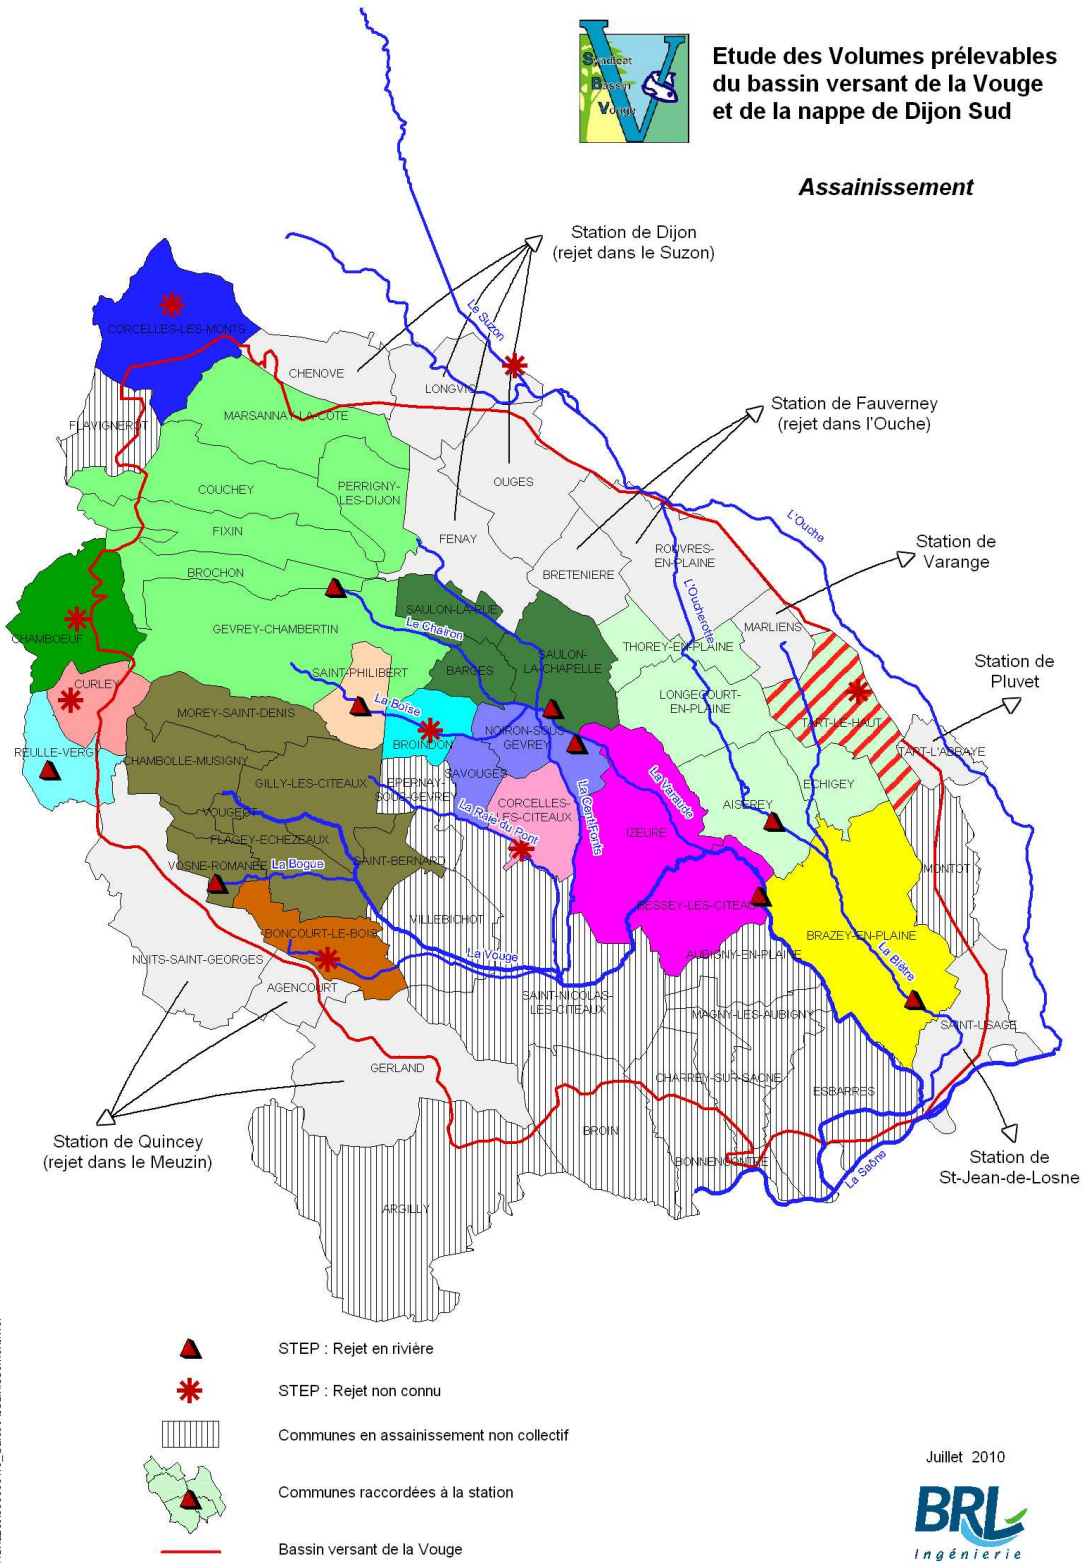 Syndicat
Bassin
Vouge
Etude des Volumes prélevables
du bassin versant de la Vouge
et de la nappe de Dijon Sud
Assainissement
Station de Dijon
(rejet dans le Suzon)
Le Suzon
CORCELLES-LES-MONTS
CHENOVE
LONGVIC
Station de Fauverney
(rejet dans l'Ouche)
FLAVIGNEROT
MARSANNAY-LA-COTE
COUCHEY
PERRIGNY-
LES-DIJON
OUGES
L'Ouche
FIXIN
FENAY
ROUVRES-
EN-PLAINE
Station de
Varange
BROCHON
BRETENIERE
L'Oucherotte
GEVREY-CHAMBERTIN
SAULON-LA-RUE
Le Chairon
MARLIENS
CHAMBOEUF
THOREY-EN-PLAINE
SAULON-
LA-CHAPELLE
BARGES
SAINT-PHILIBERT
Station de
Pluvet
CURLEY
LONGECOURT-
EN-PLAINE
TART-LE-HAUT
La Boïse
MOREY-SAINT-DENIS
NOIRON-SOUS-
GEVREY
BROINDON
REULLE-VERGY
CHAMBOLLE-MUSIGNY
TART-L'ABBAYE
SAVOUGES
GILLY-LES-CITEAUX
EPERNAY-
SOUS-GEVREY
La Varaude
ECHIGEY
AISEREY
CORCELLES-
LES-CITEAUX
La Cent Fonts
La Raie du Pont
VOUGEOT
FLAGEY-ECHEZEAUX
IZEURE
SAINT-BERNARD
VOSNE-ROMANEE
La Bogue
MONTOT
BESSEY-LES-CITEAUX
VILLEBICHOT
BONCOURT-LE-BOIS
BRAZEY-EN-PLAINE
La Vouge
AUBIGNY-EN-PLAINE
La Biètre
NUITS-SAINT-GEORGES
AGENCOURT
SAINT-NICOLAS-
LES-CITEAUX
MAGNY-LES-AUBIGNY
SAINT-USAGE
GERLAND
CHARREY-SUR-SAONE
ESBARRES
BROIN
Station de Quincey
(rejet dans le Meuzin)
BONNENCONTRE
La Saône
Station de
St-Jean-de-Losne
ARGILLY
STEP : Rejet en rivière
STEP : Rejet non connu
Communes en assainissement non collectif
Communes raccordées à la station
Bassin versant de la Vouge
Juillet 2010
BRL
Ingénierie